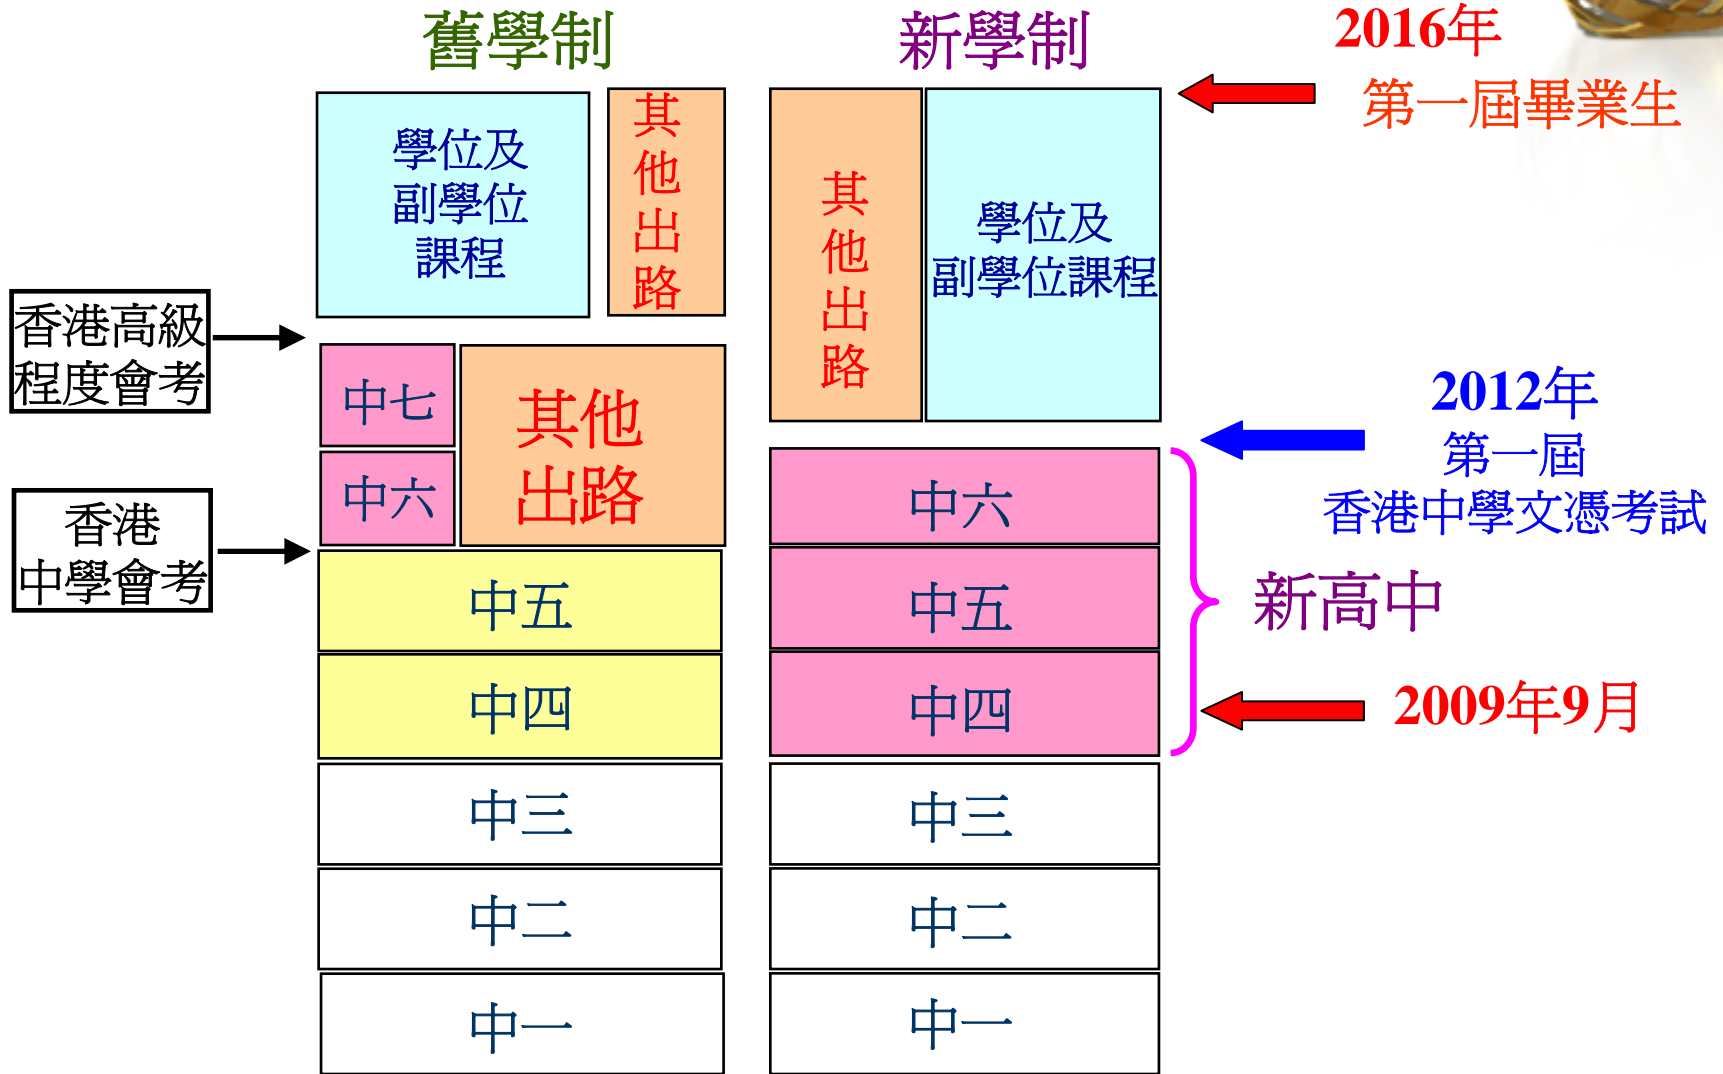 舊學制
新學制
2016年
第一屆畢業生
學位及
副學位
課程
其
他
出
路
其
他
出
路
學位及
副學位課程
香港高級
程度會考
中七
中六
其他
出路
2012年
第一屆
香港中學文憑考試
香港
中學會考
中六
中五
中四
中三
中二
中一
中五
中四
中三
中二
中一
新高中
2009年9月